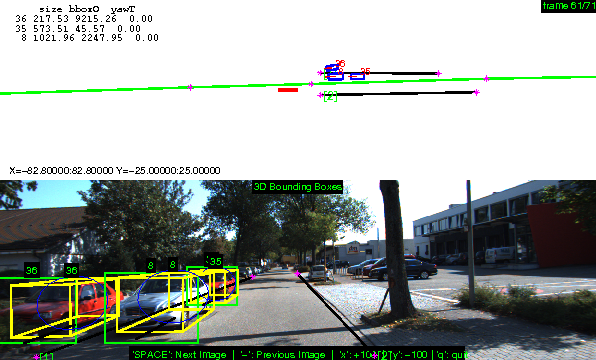 size bboxO yawT
frame 61/71
36 217.53 9215.26 0.00
35 573.51 45.57 0.00
8 1021.96 2247.95 0.00
36
35
[2]
X=-82.80000:82.80000 Y=-25.00000:25.00000
3D Bounding Boxes
35
8 8
36 36
'SPACE': Next Image | '-': Previous Image | 'x': +10
'y': -100 | 'q': quit